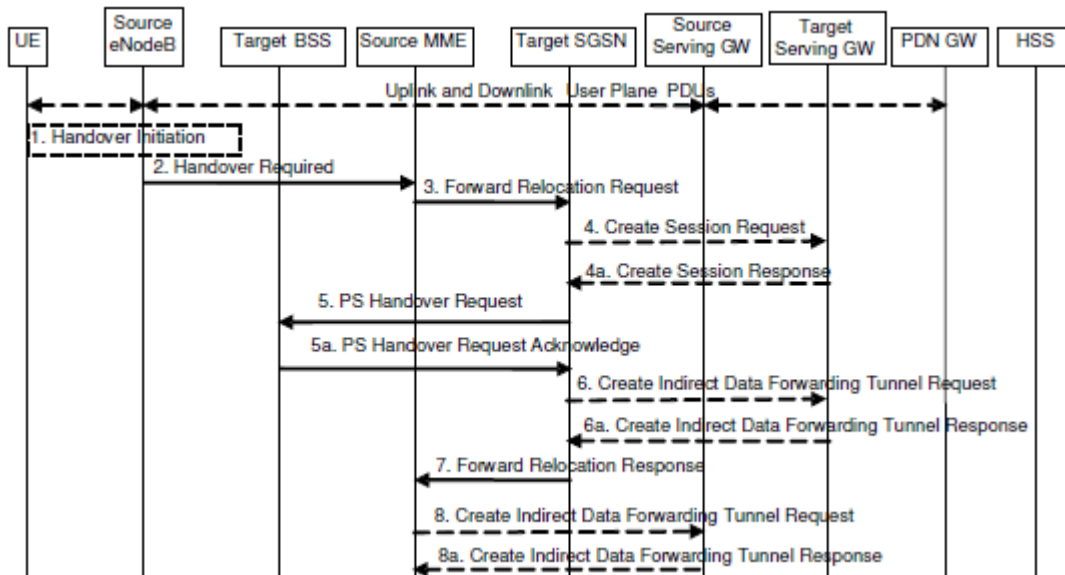 UE
Source
eNodeB
Target BSS
Source MME
Target SGSN
Source
Serving GW
Target
Serving GW
PDN GW
HSS
Uplink and Downlink User Plane PDUs
1. Handover Initiation
2. Handover Required
3. Forward Relocation Request
4. Create Session Request
4a. Create Session Response
5. PS Handover Request
5a. PS Handover Request Acknowledge
6. Create Indirect Data Forwarding Tunnel Request
6a. Create Indirect Data Forwarding Tunnel Response
7. Forward Relocation Response
8. Create Indirect Data Forwarding Tunnel Request
8a. Create Indirect Data Forwarding Tunnel Response